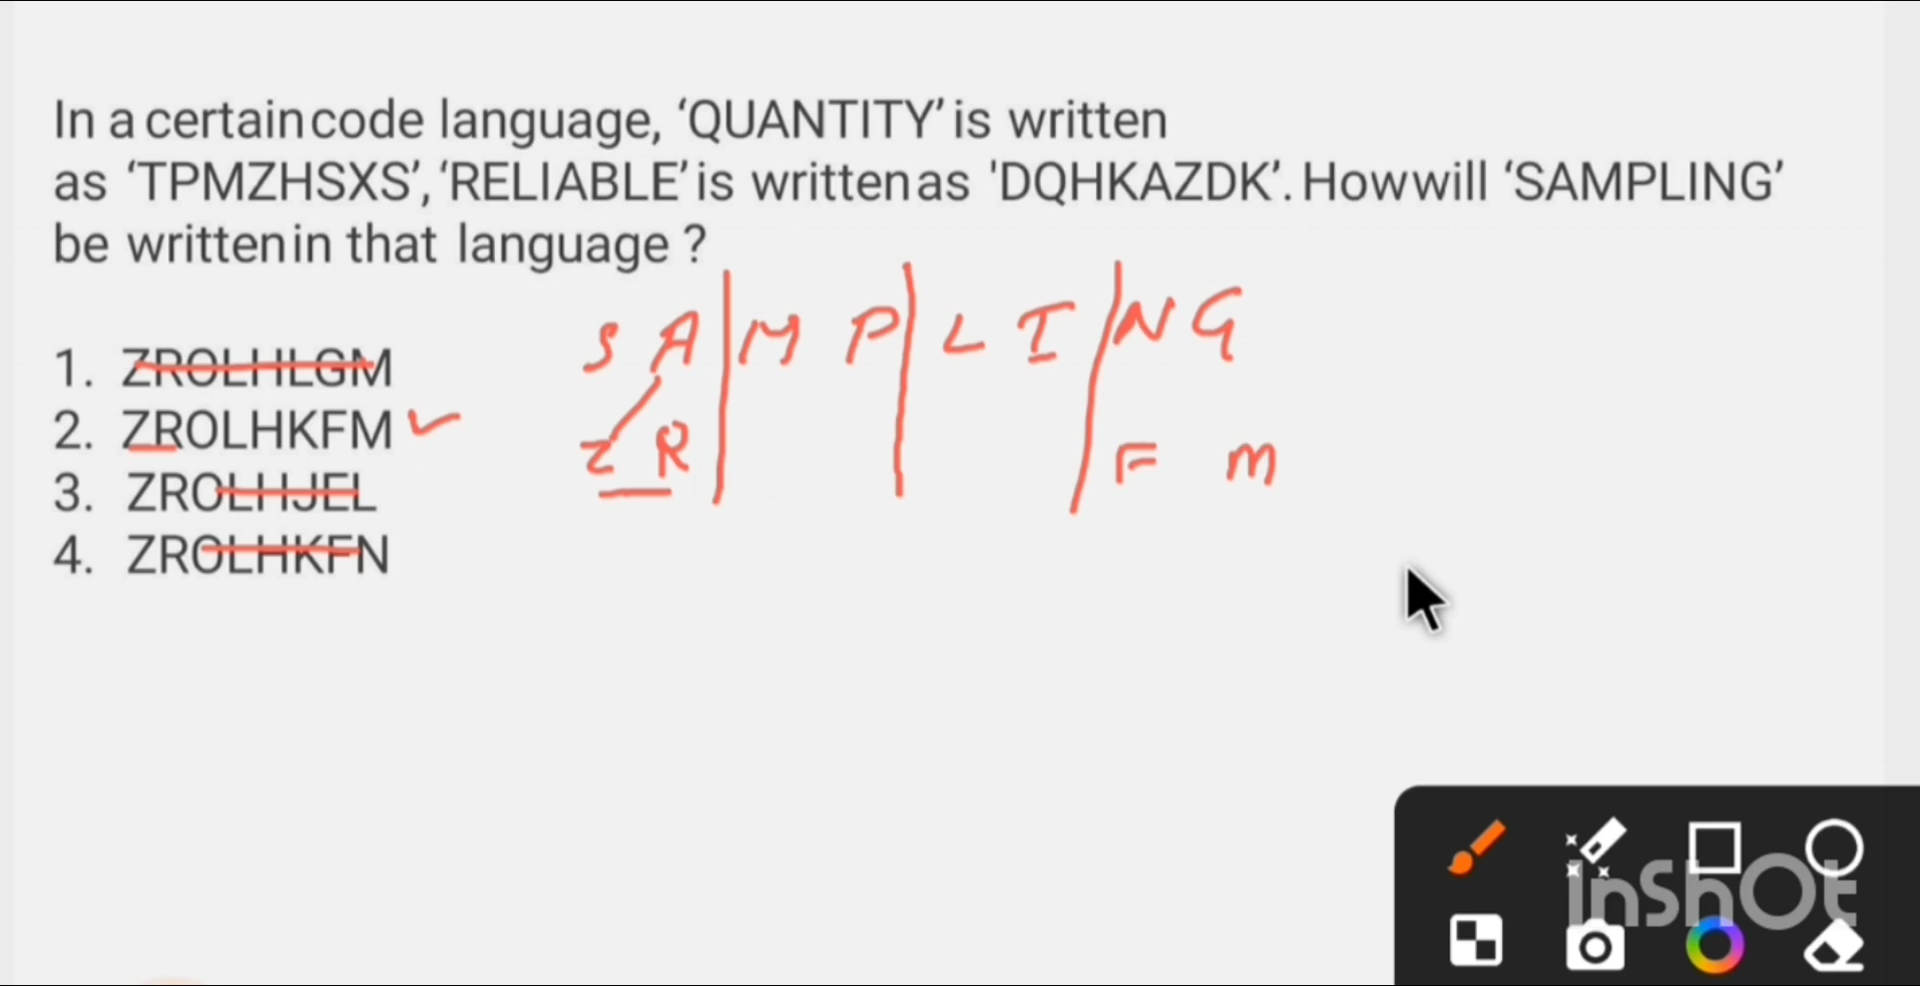 In a certain code language, ‘QUANTITY’ is written
as ‘TPMZHSXS’, ‘RELIABLE’ is written as 'DQHKAZDK’. How will ‘SAMPLING’
be written in that language ?
S A M P L I N G
1. ZROLHLGM
2. ZROLHKFM
Z R F M
3. ZROLHJEL
4. ZROLHKFN
InShOt